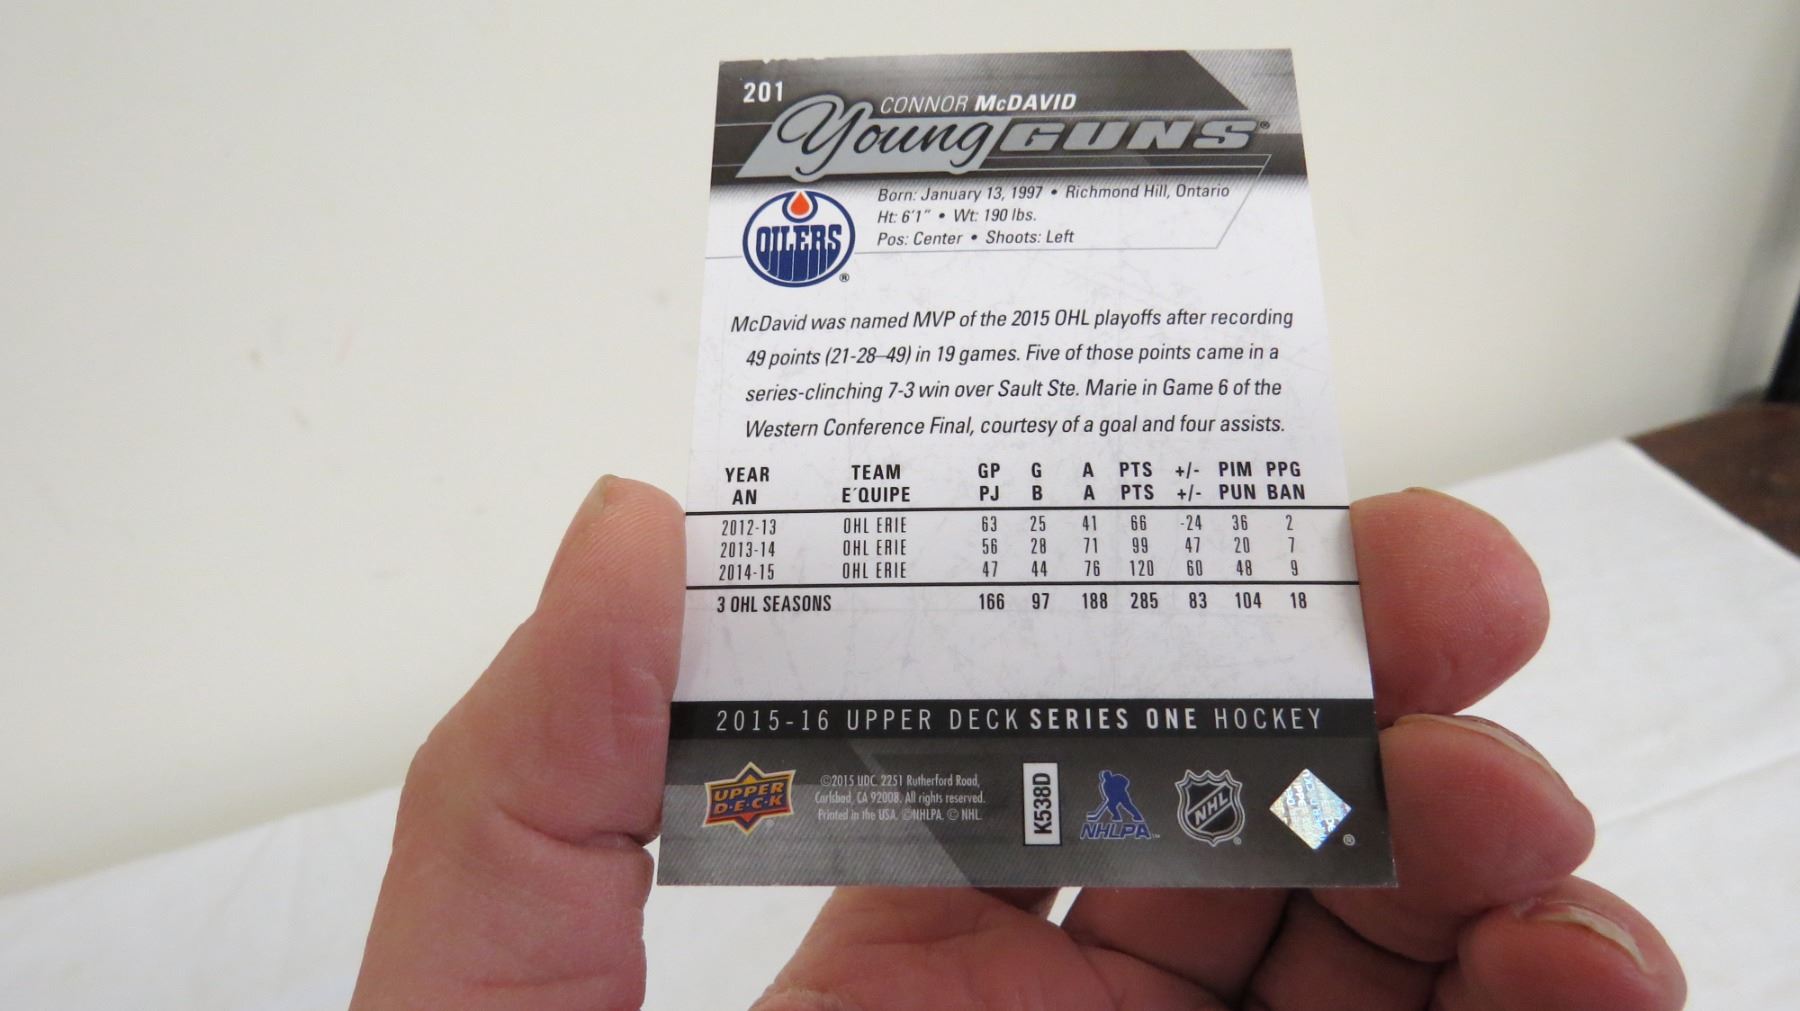 201
CONNOR McDAVID
Young GUNS®
OILERS ®
Born: January 13, 1997 • Richmond Hill, Ontario
Ht: 6'1" • Wt: 190 lbs.
Pos: Center • Shoots: Left
McDavid was named MVP of the 2015 OHL playoffs after recording
49 points (21-28–49) in 19 games. Five of those points came in a
series-clinching 7-3 win over Sault Ste. Marie in Game 6 of the
Western Conference Final, courtesy of a goal and four assists.
YEAR TEAM GP G A PTS +/- PIM PPG
AN E´QUIPE PJ B A PTS +/- PUN BAN
2012-13 OHL ERIE 63 25 41 66 -24 36 2
2013-14 OHL ERIE 56 28 71 99 47 20 7
2014-15 OHL ERIE 47 44 76 120 60 48 9
3 OHL SEASONS 166 97 188 285 83 104 18
2015-16 UPPER DECK SERIES ONE HOCKEY
UPPER
D•E•C•K
©2015 UDC. 2251 Rutherford Road,
Carlsbad, CA 92008. All rights reserved.
Printed in the USA. ©NHLPA. © NHL.
K538D
NHLPA™
NHL ®
®